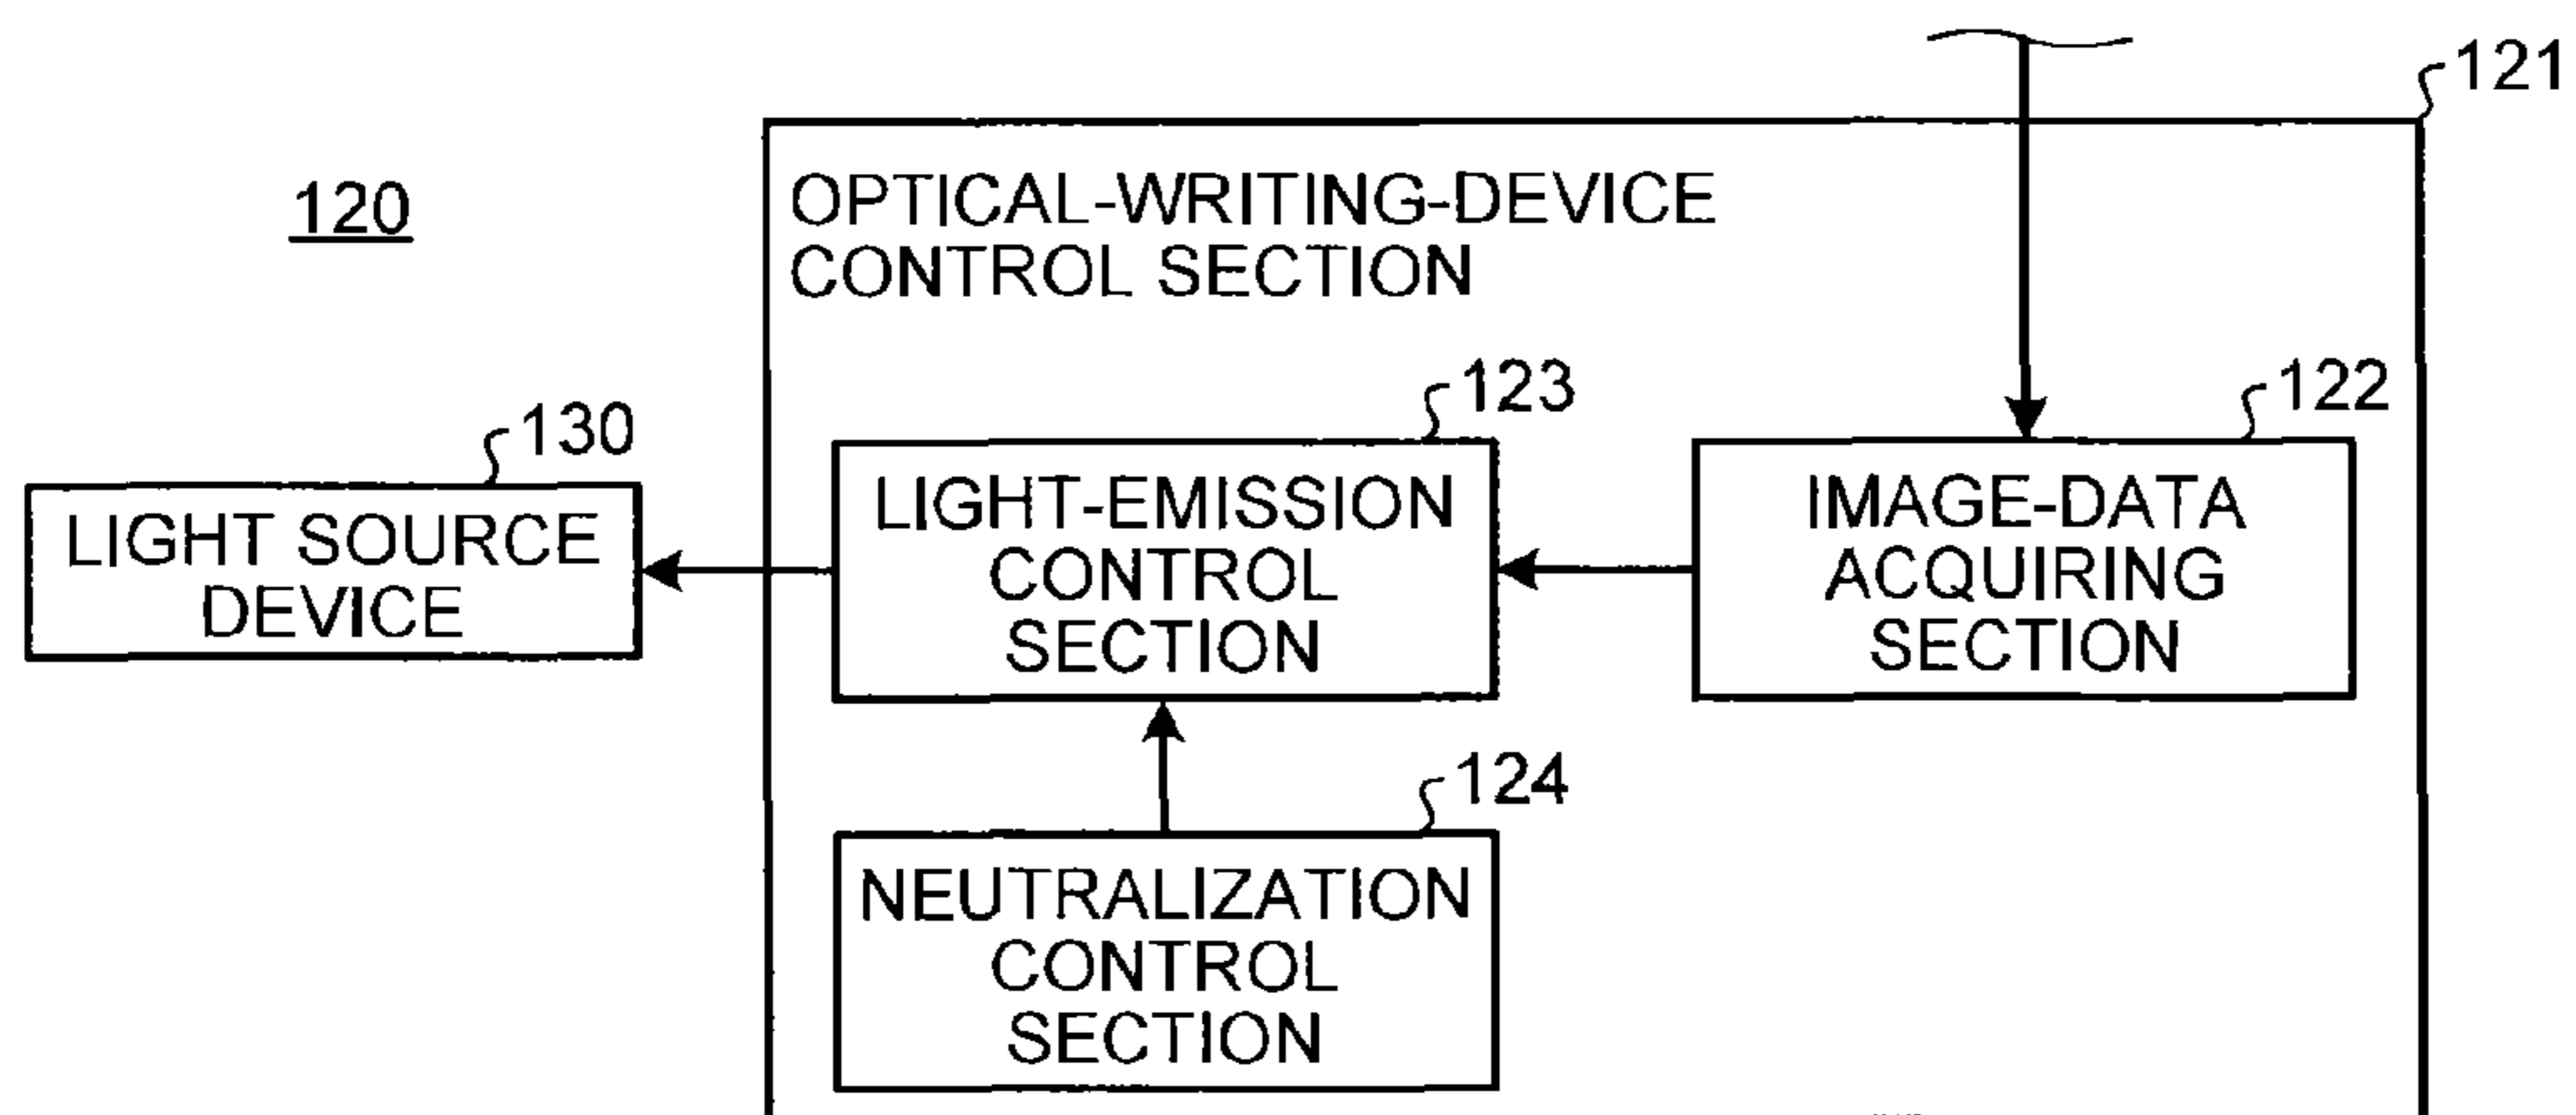 121
120
OPTICAL-WRITING-DEVICE
CONTROL SECTION
123
122
130
LIGHT SOURCE
DEVICE
LIGHT-EMISSION
CONTROL
SECTION
IMAGE-DATA
ACQUIRING
SECTION
124
NEUTRALIZATION
CONTROL
SECTION